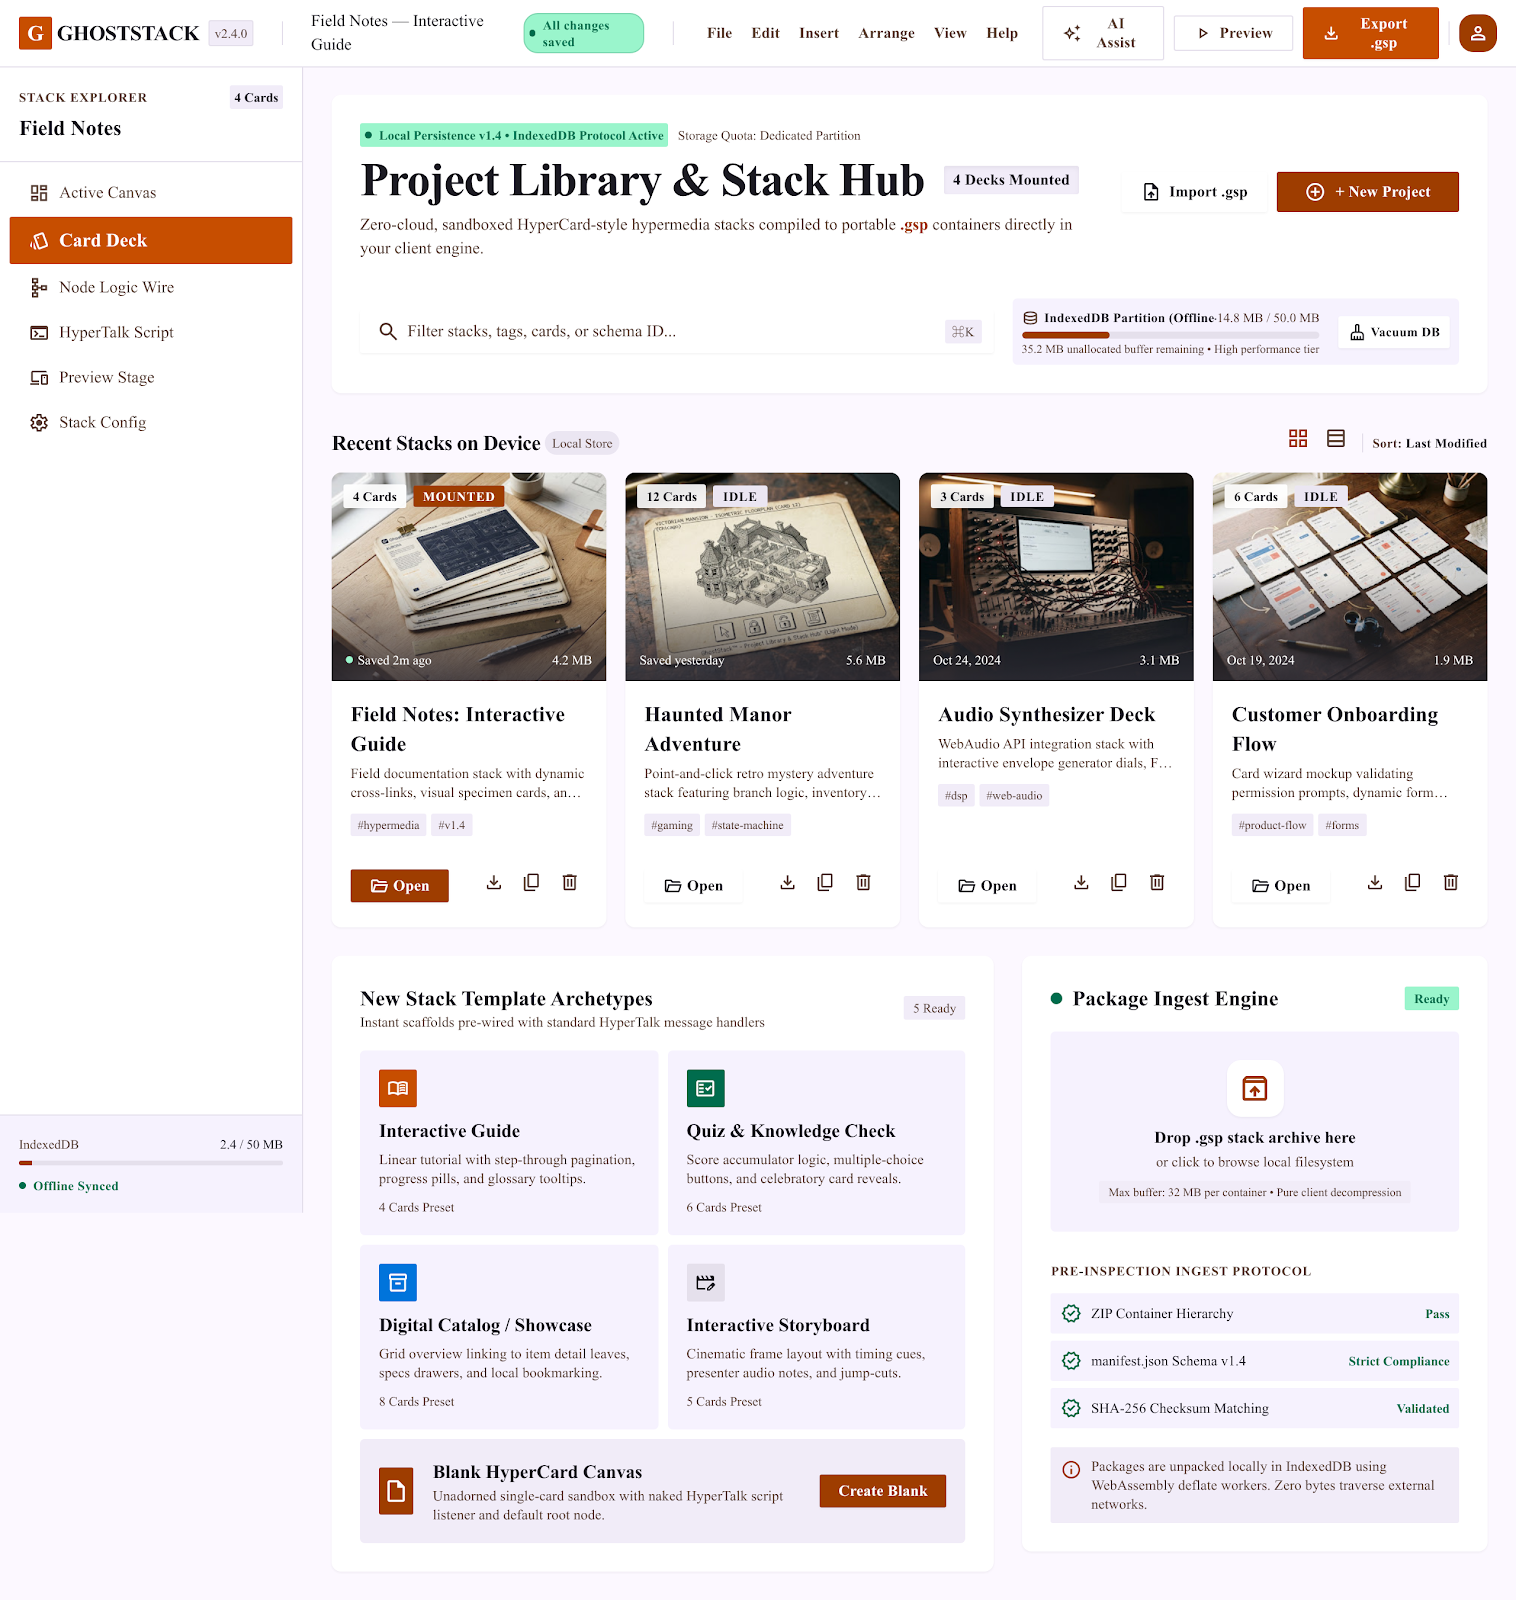 G GHOSTSTACK v2.4.0
Field Notes — Interactive
Guide
All changes
saved
File Edit Insert Arrange View Help
AI
Assist
Preview
Export
.gsp
STACK EXPLORER
4 Cards
Field Notes
Active Canvas
Card Deck
Node Logic Wire
HyperTalk Script
Preview Stage
Stack Config
IndexedDB 2.4 / 50 MB
Offline Synced
Local Persistence v1.4 • IndexedDB Protocol Active Storage Quota: Dedicated Partition
Project Library & Stack Hub 4 Decks Mounted
Zero-cloud, sandboxed HyperCard-style hypermedia stacks compiled to portable .gsp containers directly in
your client engine.
Import .gsp
+ New Project
Filter stacks, tags, cards, or schema ID... ⌘K
IndexedDB Partition (Offline 14.8 MB / 50.0 MB
35.2 MB unallocated buffer remaining • High performance tier
Vacuum DB
Recent Stacks on Device Local Store
Sort: Last Modified
4 Cards MOUNTED
Saved 2m ago 4.2 MB
Field Notes: Interactive
Guide
Field documentation stack with dynamic
cross-links, visual specimen cards, an...
#hypermedia #v1.4
Open
12 Cards IDLE
VICTORIAN MANSION - ISOMETRIC FLOORPLAN (CARD 12)
Saved yesterday 5.6 MB
Haunted Manor
Adventure
Point-and-click retro mystery adventure
stack featuring branch logic, inventory...
#gaming #state-machine
Open
3 Cards IDLE
Oct 24, 2024 3.1 MB
Audio Synthesizer Deck
WebAudio API integration stack with
interactive envelope generator dials, F...
#dsp #web-audio
Open
6 Cards IDLE
Oct 19, 2024 1.9 MB
Customer Onboarding
Flow
Card wizard mockup validating
permission prompts, dynamic form...
#product-flow #forms
Open
New Stack Template Archetypes
Instant scaffolds pre-wired with standard HyperTalk message handlers
5 Ready
Interactive Guide
Linear tutorial with step-through pagination,
progress pills, and glossary tooltips.
4 Cards Preset
Quiz & Knowledge Check
Score accumulator logic, multiple-choice
buttons, and celebratory card reveals.
6 Cards Preset
Digital Catalog / Showcase
Grid overview linking to item detail leaves,
specs drawers, and local bookmarking.
8 Cards Preset
Interactive Storyboard
Cinematic frame layout with timing cues,
presenter audio notes, and jump-cuts.
5 Cards Preset
Blank HyperCard Canvas
Unadorned single-card sandbox with naked HyperTalk script
listener and default root node.
Create Blank
Package Ingest Engine
Ready
Drop .gsp stack archive here
or click to browse local filesystem
Max buffer: 32 MB per container • Pure client decompression
PRE-INSPECTION INGEST PROTOCOL
ZIP Container Hierarchy Pass
manifest.json Schema v1.4 Strict Compliance
SHA-256 Checksum Matching Validated
Packages are unpacked locally in IndexedDB using
WebAssembly deflate workers. Zero bytes traverse external
networks.